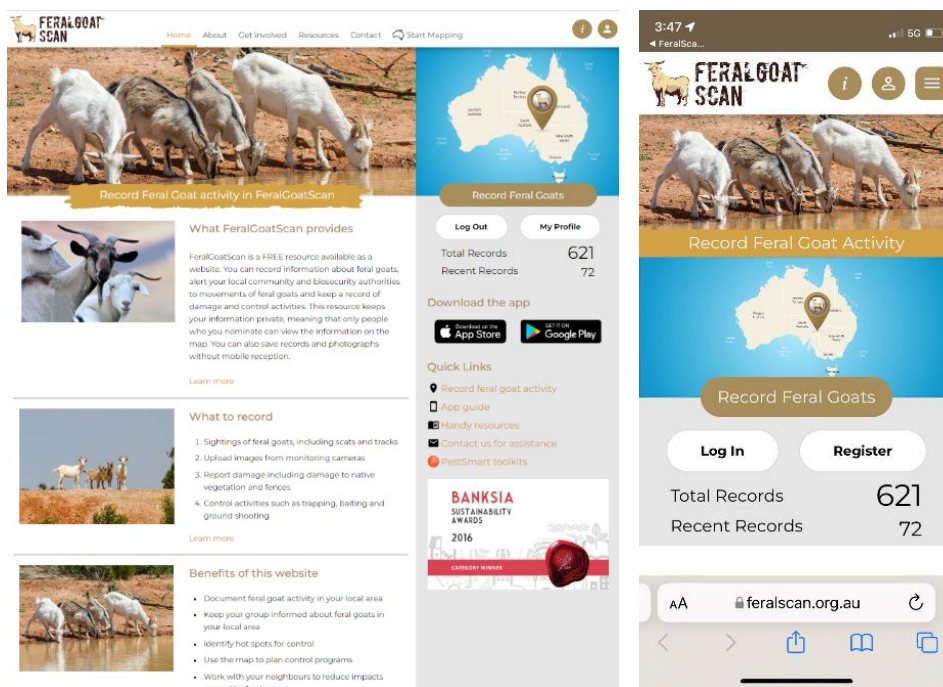 FERALGOAT
SCAN
Home About Get involved Resources Contact Start Mapping
i
Record Feral Goat activity in FeralGoatScan
What FeralGoatScan provides
FeralGoatScan is a FREE resource available as a
website. You can record information about feral goats,
alert your local community and biosecurity authorities
to movements of feral goats and keep a record of
damage and control activities. This resource keeps
your information private, meaning that only people
who you nominate can view the information on the
map. You can also save records and photographs
without mobile reception.
Learn more
What to record
1. Sightings of feral goats, including scats and tracks
2. Upload images from monitoring cameras
3. Report damage including damage to native
vegetation and fences
4. Control activities such as trapping, baiting and
ground shooting
Learn more
Benefits of this website
• Document feral goat activity in your local area
• Keep your group informed about feral goats in
your local area
• Identify hot spots for control
• Use the map to plan control programs
• Work with your neighbours to reduce impacts
Record Feral Goats
Log Out My Profile
Total Records 621
Recent Records 72
Download the app
Download on the
App Store
GET IT ON
Google Play
Quick Links
Record feral goat activity
App guide
Handy resources
Contact us for assistance
PestSmart toolkits
BANKSIA
SUSTAINABILITY
AWARDS
2016
CATEGORY WINNER
3:47 5G
◀ FeralSca...
FERALGOAT
SCAN
i
Record Feral Goat Activity
Record Feral Goats
Log In Register
Total Records 621
Recent Records 72
AA feralscan.org.au